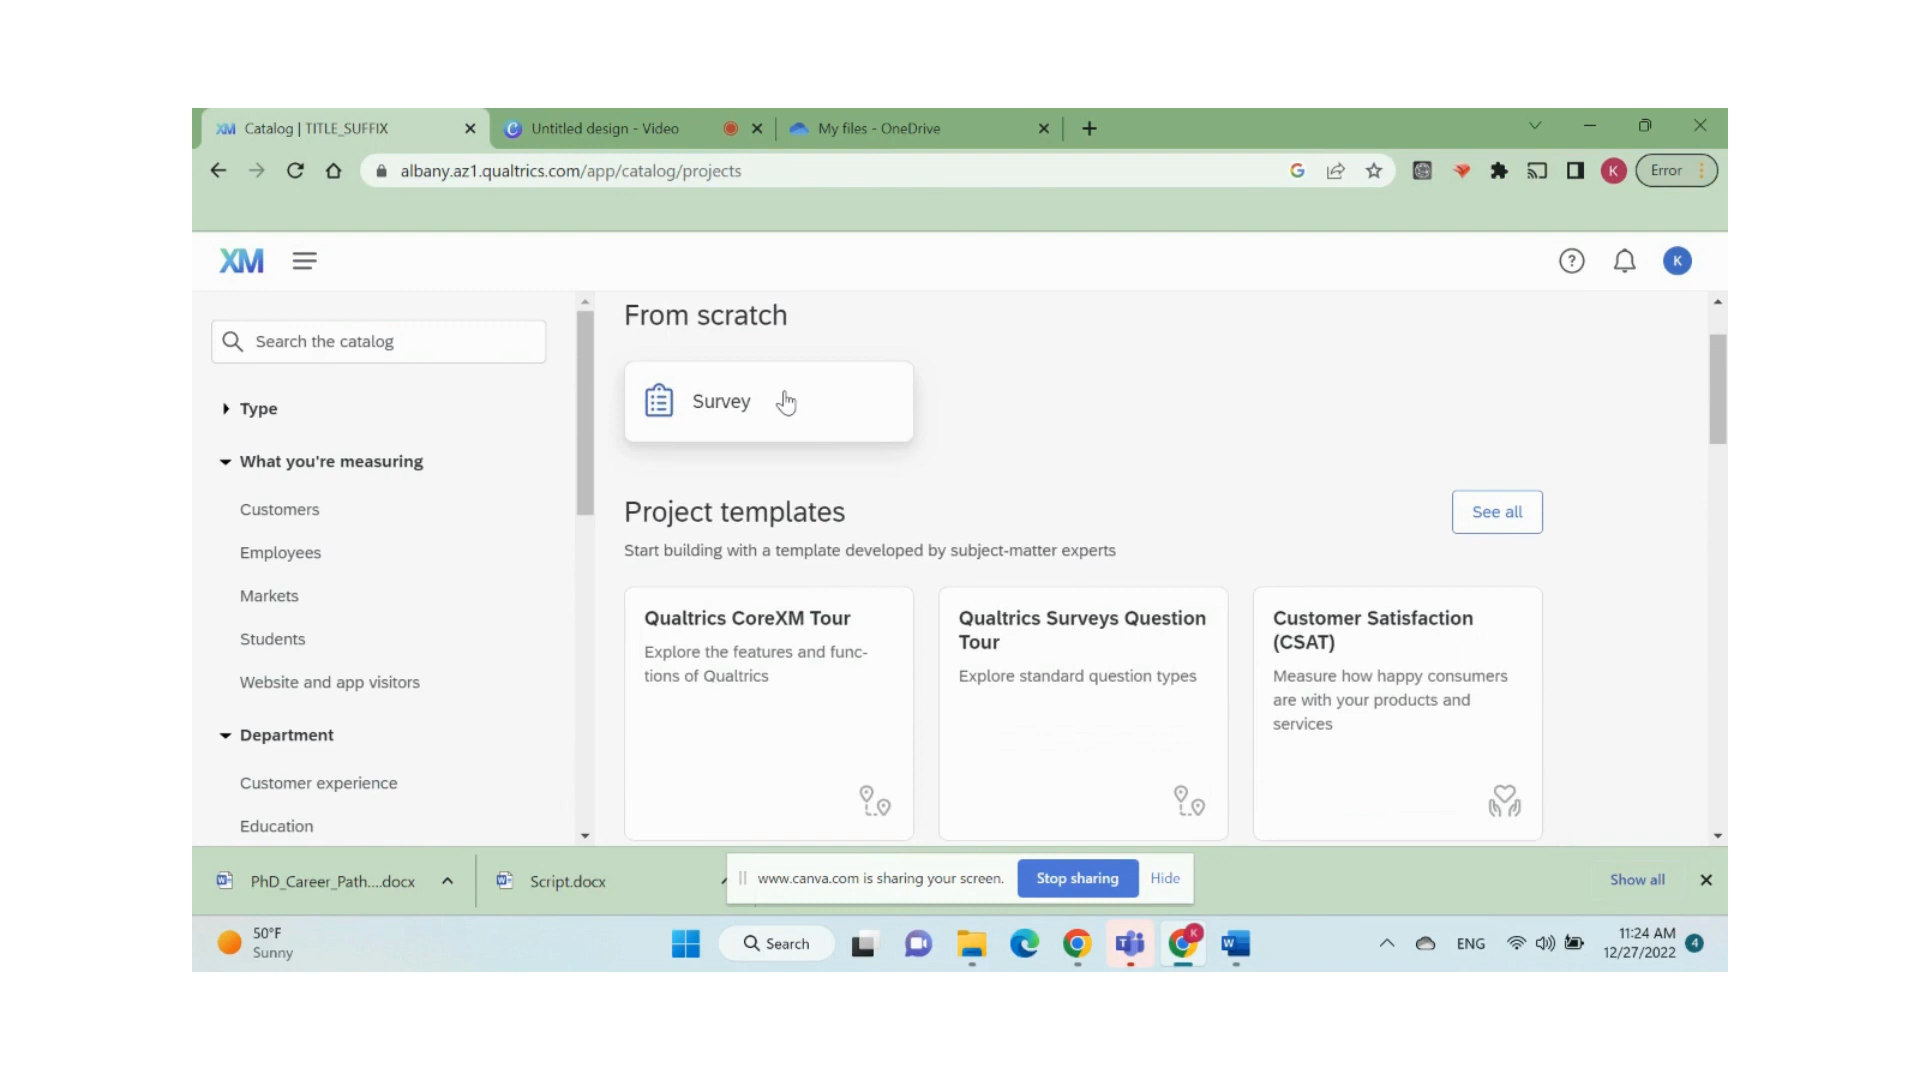 XM Catalog | TITLE_SUFFIX
Untitled design - Video
My files - OneDrive
albany.az1.qualtrics.com/app/catalog/projects
G
K
Error
XM
?
K
Search the catalog
Type
What you're measuring
Customers
Employees
Markets
Students
Website and app visitors
Department
Customer experience
Education
From scratch
Survey
Project templates
See all
Start building with a template developed by subject-matter experts
Qualtrics CoreXM Tour
Explore the features and func-
tions of Qualtrics
Qualtrics Surveys Question
Tour
Explore standard question types
Customer Satisfaction
(CSAT)
Measure how happy consumers
are with your products and
services
PhD_Career_Path....docx
Script.docx
www.canva.com is sharing your screen.
Stop sharing
Hide
Show all
50°F
Sunny
Search
K
W
ENG
11:24 AM
12/27/2022
4